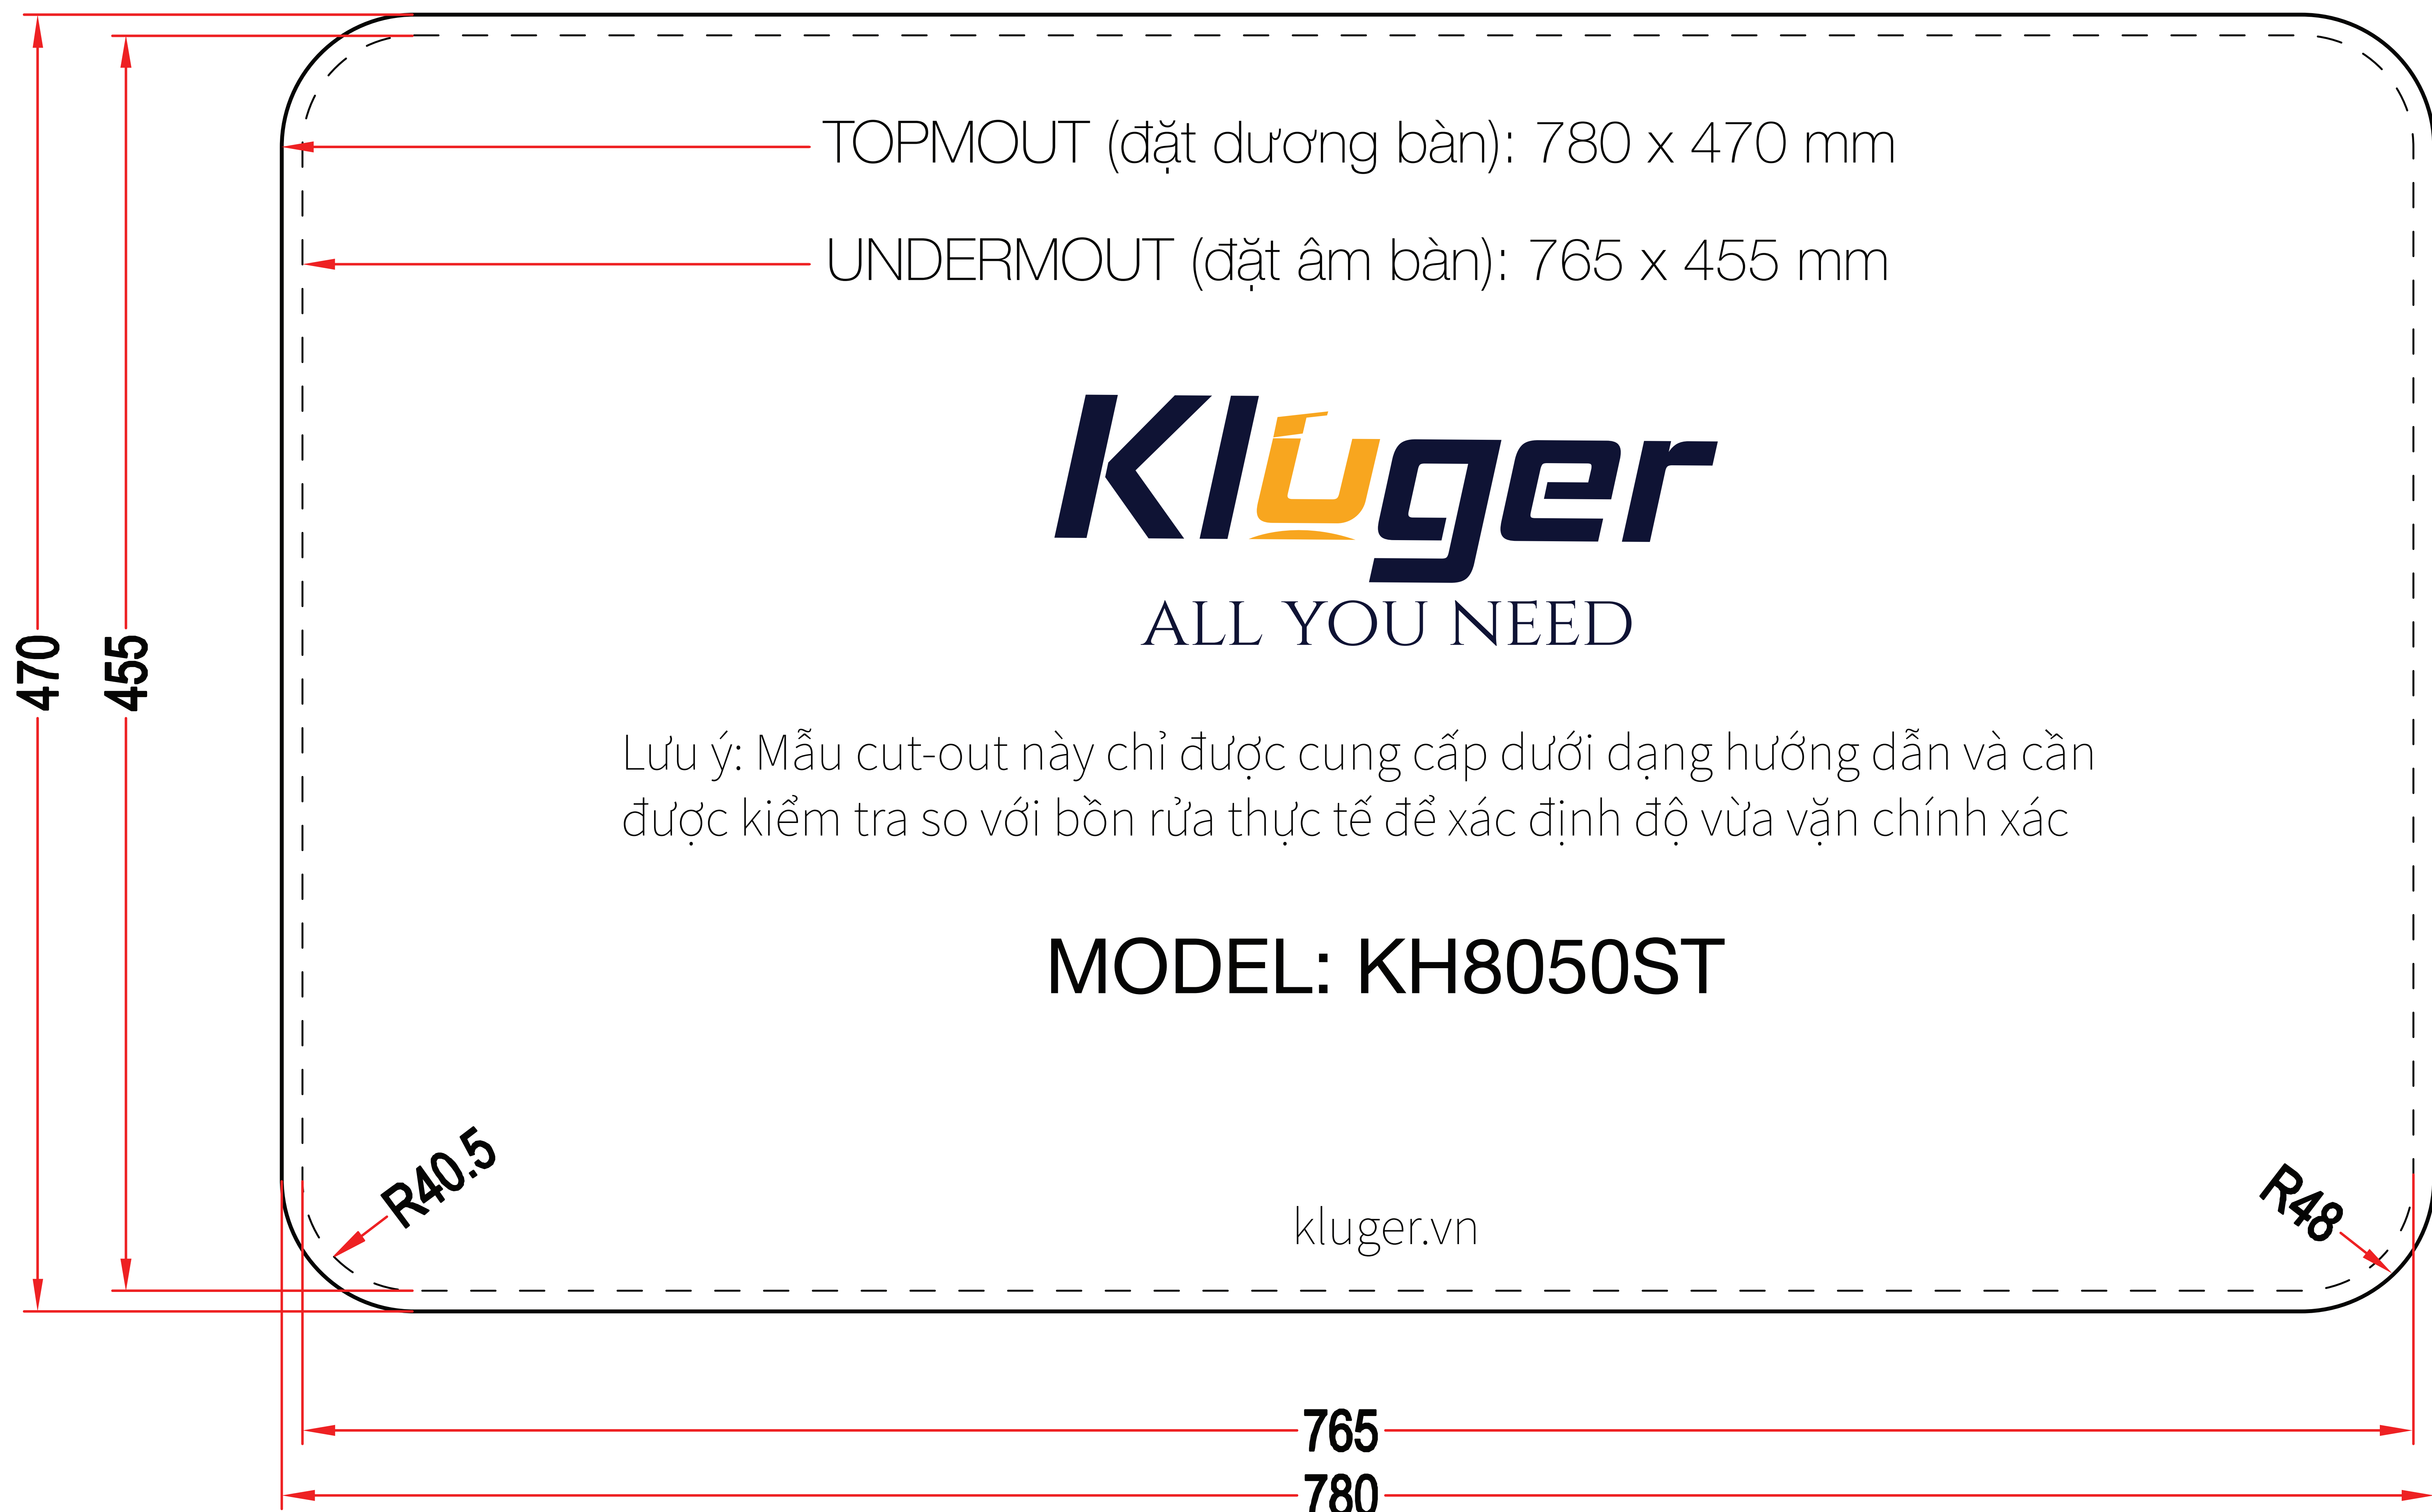 TOPMOUT (đặt dương bàn): 780 x 470 mm
UNDERMOUT (đặt âm bàn): 765 x 455 mm
Kluger
ALL YOU NEED
470
455
Lưu ý: Mẫu cut-out này chỉ được cung cấp dưới dạng hướng dẫn và cần
được kiểm tra so với bồn rửa thực tế để xác định độ vừa vặn chính xác
MODEL: KH8050ST
R40.5
R48
kluger.vn
765
780